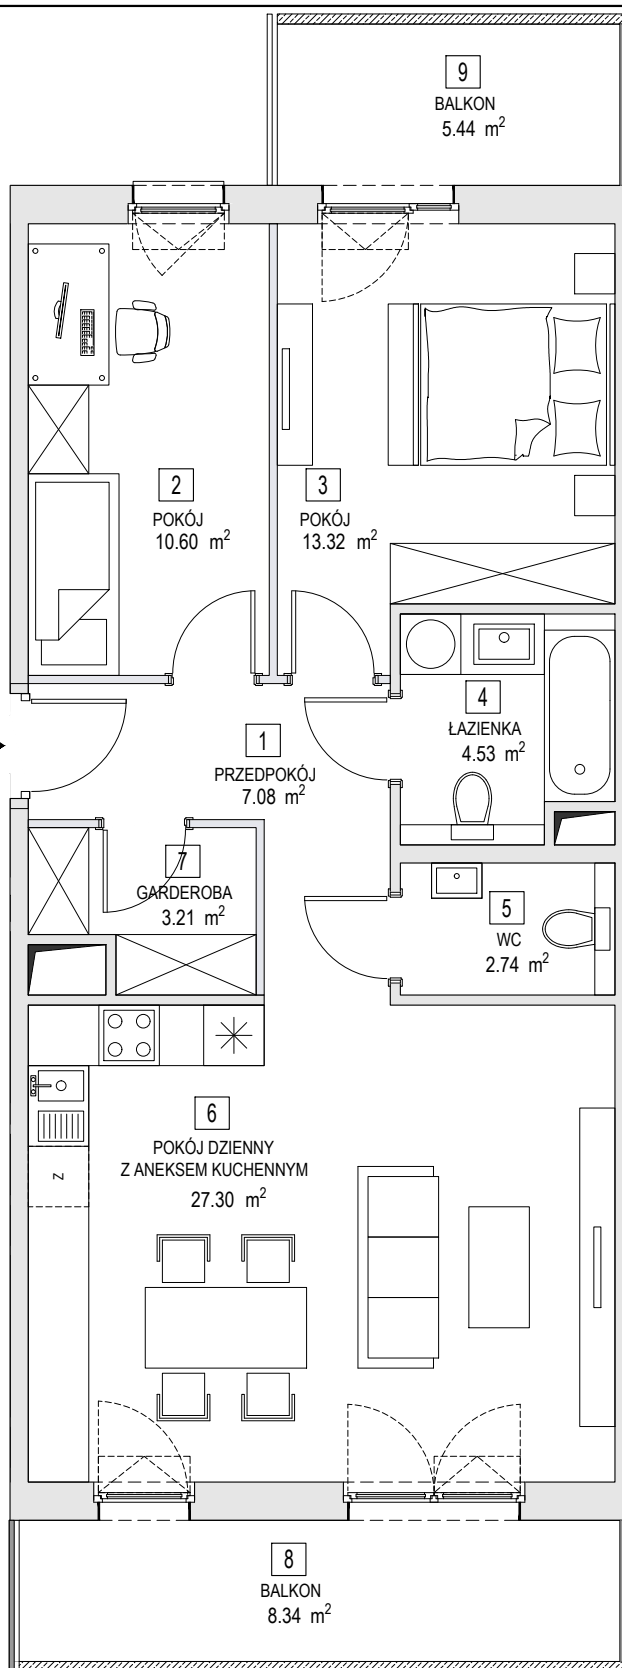 9
BALKON
5.44 m²
2
POKÓJ
10.60 m²
3
POKÓJ
13.32 m²
4
ŁAZIENKA
4.53 m²
1
PRZEDPOKÓJ
7.08 m²
7
GARDEROBA
3.21 m²
5
WC
2.74 m²
6
POKÓJ DZIENNY
Z ANEKSEM KUCHENNYM
27.30 m²
Z
8
BALKON
8.34 m²